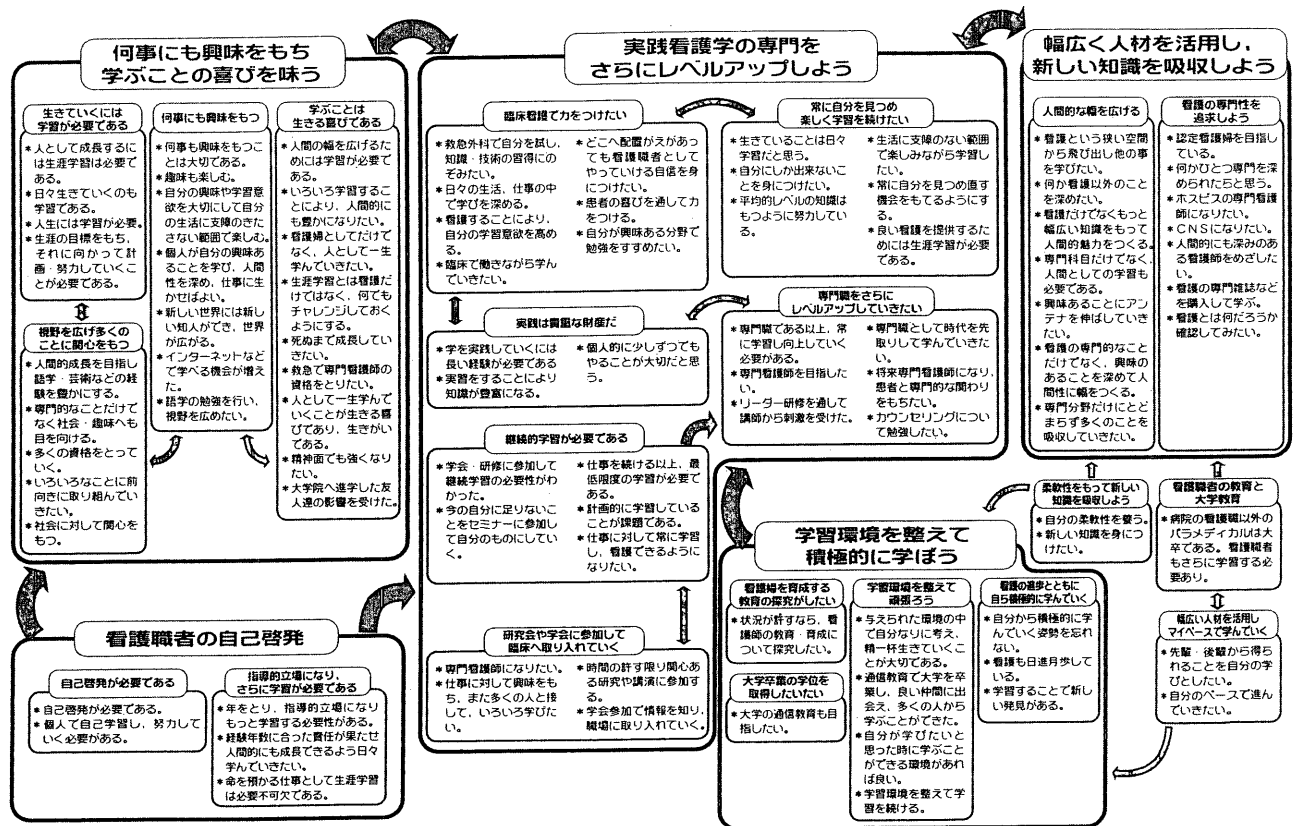 何事にも興味をもち
学ぶことの喜びを味う
生きていくには
学習が必要である
*人として成長するに
は生涯学習は必要で
ある。
*日々生きていくのも
学習である。
*人生には学習が必要。
*生涯の目標をもち、
それに向かって計
画・努力していくこ
とが必要である。
視野を広げ多くの
ことに関心をもつ
*人間的成長を目指し
語学・芸術などの経
験を豊かにする。
*専門的なことだけで
なく社会・趣味へも
目を向ける。
*多くの資格をとって
いく。
*いろいろなことに前
向きに取り組んでい
きたい。
*社会に対して関心を
もつ。
何事にも興味をもつ
*何事も興味をもつこ
とは大切である。
*趣味も楽しむ。
*自分の興味や学習意
欲を大切にして自分
の生活に支障のきた
さない範囲で楽しむ。
*個人が自分の興味あ
ることを学び、人間
性を深め、仕事に生
かせばよい。
*新しい世界には新し
い知人ができ、世界
が広がる。
*インターネットなど
で学べる機会が増え
た。
*語学の勉強を行い、
視野を広めたい。
学ぶことは
生きる喜びである
*人間の幅を広げるた
めには学習が必要で
ある。
*いろいろ学習するこ
とにより、人間的に
も豊かになりたい。
*看護婦としてだけで
なく、人として一生
学んでいきたい。
*生涯学習とは看護だ
けではなく、何でも
チャレンジしておく
ようにする。
*死ぬまで成長してい
きたい。
*救急で専門看護師の
資格をとりたい。
*人として一生学んで
いくことが生きる喜
びであり、生きがい
である。
*精神面でも強くなり
たい。
*大学院へ進学した友
人達の影響を受けた。
看護職者の自己啓発
自己啓発が必要である
*自己啓発が必要である。
*個人で自己学習し、努力して
いく必要がある。
指導的立場になり、
さらに学習が必要である
*年をとり、指導的立場になり
もっと学習する必要性がある。
*経験年数に合った責任が果たせ
人間的にも成長できるよう日々
学んでいきたい。
*命を預かる仕事として生涯学習
は必要不可欠である。
実践看護学の専門を
さらにレベルアップしよう
臨床看護で力をつけたい
*救急外科で自分を試し、
知識・技術の習得にの
ぞみたい。
*日々の生活、仕事の中
で学びを深める。
*看護することにより、
自分の学習意欲を高め
る。
*臨床で働きながら学ん
でいきたい。
*どこへ配置がえがあっ
ても看護職者として
やっていける自信を身
につけたい。
*患者の喜びを通して力
をつける。
*自分が興味ある分野で
勉強をすすめたい。
常に自分を見つめ
楽しく学習を続けたい
*生きていることは日々
学習だと思う。
*自分にしか出来ないこ
とを身につけたい。
*平均的レベルの知識は
もつように努力してい
る。
*生活に支障のない範囲
で楽しみながら学習し
たい。
*常に自分を見つめ直す
機会をもてるようにす
る。
*良い看護を提供するた
めには生涯学習が必要
である。
実践は貴重な財産だ
*学を実践していくには
長い経験が必要である
*実習をすることにより
知識が豊富になる。
*個人的に少しずつでも
やることが大切だと思
う。
専門職をさらに
レベルアップしていきたい
*専門職である以上、常
に学習し向上していく
必要がある。
*専門看護師を目指した
い。
*リーダー研修を通して
講師から刺激を受けた。
*専門職として時代を先
取りして学んでいきた
い。
*将来専門看護師になり、
患者と専門的な関わり
をもちたい。
*カウンセリングについ
て勉強したい。
継続的学習が必要である
*学会・研修に参加して
継続学習の必要性がわ
かった。
*今の自分に足りないこ
とをセミナーに参加し
て自分のものにしてい
く。
*仕事を続ける以上、最
低限度の学習が必要で
ある。
*計画的に学習している
ことが課題である。
*仕事に対して常に学習
し、看護できるように
なりたい。
研究会や学会に参加して
臨床へ取り入れていく
*専門看護師になりたい。
*仕事に対して興味をも
ち、また多くの人と接
して、いろいろ学びた
い。
*時間の許す限り関心あ
る研究や講演に参加す
る。
*学会参加で情報を知り、
職場に取り入れていく。
学習環境を整えて
積極的に学ぼう
看護婦を育成する
教育の探究がしたい
*状況が許すなら、看
護師の教育・育成に
ついて探究したい。
大学卒業の学位を
取得したいたい
*大学の通信教育も目
指したい。
学習環境を整えて
頑張ろう
*与えられた環境の中
で自分なりに考え、
精一杯生きていくこ
とが大切である。
*通信教育で大学を卒
業し、良い仲間に出
会え、多くの人から
学ぶことができた。
*自分が学びたいと
思った時に学ぶこと
ができる環境があれ
ば良い。
*学習環境を整えて学
習を続ける。
看護の進歩とともに
自ら積極的に学んでいく
*自分から積極的に学
んでいく姿勢を忘れ
ない。
*看護も日進月歩して
いる。
*学習することで新し
い発見がある。
幅広く人材を活用し、
新しい知識を吸収しよう
人間的な幅を広げる
*看護という狭い空間
から飛び出し他の事
を学びたい。
*何か看護以外のこと
を深めたい。
*看護だけでなくもっと
幅広い知識をもって
人間的魅力をつくる。
*専門科目だけでなく、
人間としての学習も
必要である。
*興味あることにアン
テナを伸ばしていき
たい。
*看護の専門的なこと
だけでなく、興味の
あることを深めて人
間性に幅をつくる。
*専門分野だけにとど
まらず多くのことを
吸収していきたい。
看護の専門性を
追求しよう
*認定看護婦を目指し
ている。
*何かひとつ専門を深
められたらと思う。
*ホスピスの専門看護
師になりたい。
*CNSになりたい。
*人間的にも深みのあ
る看護師をめざした
い。
*看護の専門雑誌など
を購入して学ぶ。
*看護とは何だろうか
確認してみたい。
柔軟性をもって新しい
知識を吸収しよう
*自分の柔軟性を養う。
*新しい知識を身につ
けたい。
看護職者の教育と
大学教育
*病院の看護職以外の
パラメディカルは大
卒である。看護職者
もさらに学習する必
要あり。
幅広い人材を活用し
マイペースで学んでいく
*先輩・後輩から得ら
れることを自分の学
びとしたい。
*自分のペースで進ん
でいきたい。